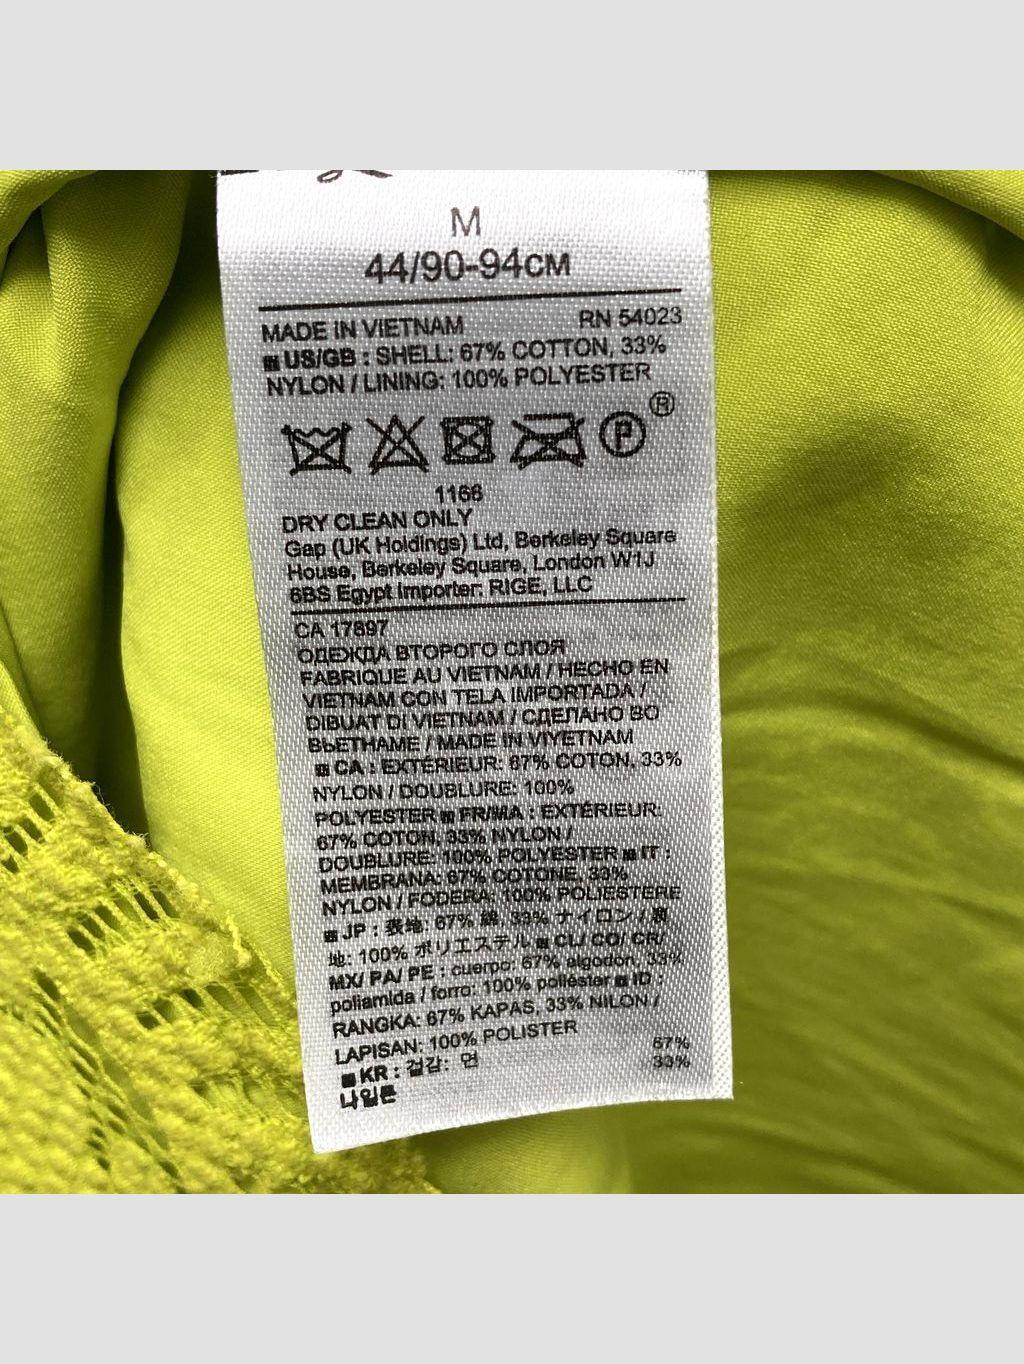 M
44/90-94CM
MADE IN VIETNAM RN 54023
■ US/GB : SHELL: 67% COTTON, 33%
NYLON / LINING: 100% POLYESTER
P
R
1166
DRY CLEAN ONLY
Gap (UK Holdings) Ltd, Berkeley Square
House, Berkeley Square, London W1J
6BS Egypt Importer: RIGE, LLC
CA 17897
ОДЕЖДА ВТОРОГО СЛОЯ
FABRIQUE AU VIETNAM / HECHO EN
VIETNAM CON TELA IMPORTADA /
DIBUAT DI VIETNAM / СДЕЛАНО ВО
ВЬЕТНАМЕ / MADE IN VIYETNAM
■ CA : EXTÉRIEUR: 67% COTON, 33%
NYLON / DOUBLURE: 100%
POLYESTER ■ FR/MA : EXTÉRIEUR:
67% COTON, 33% NYLON /
DOUBLURE: 100% POLYESTER ■ IT :
MEMBRANA: 67% COTONE, 33%
NYLON / FODERA: 100% POLIESTERE
■ JP : 表地: 67% 綿, 33% ナイロン / 裏
地: 100% ポリエステル ■ CL/ CO/ CR/
MX/ PA/ PE : cuerpo: 67% algodon, 33%
poliamida / forro: 100% poliéster ■ ID :
RANGKA: 67% KAPAS, 33% NILON /
LAPISAN: 100% POLISTER
■ KR : 겉감: 면 67%
나일론 33%